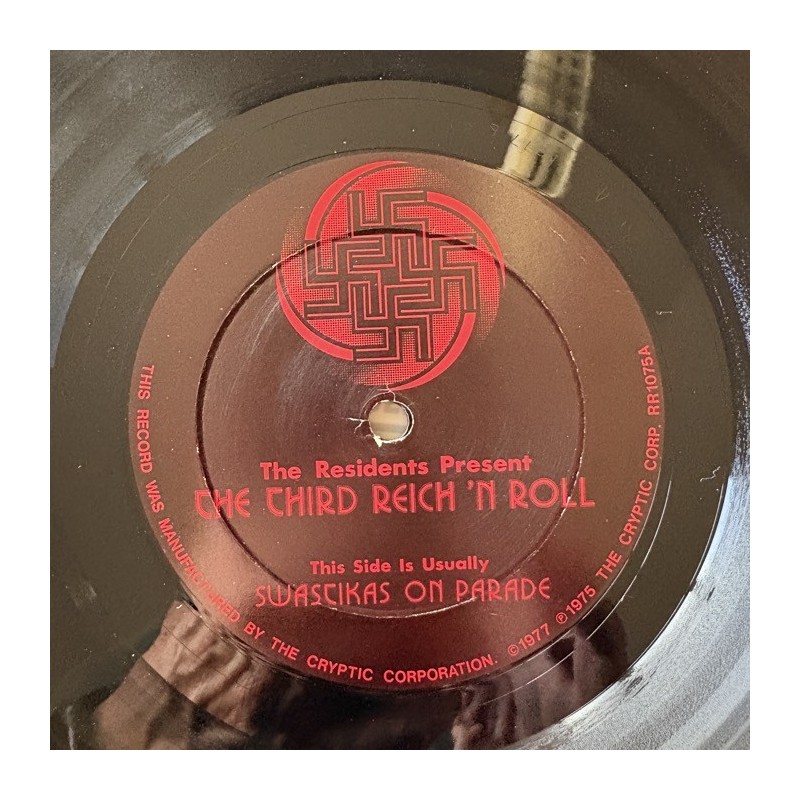 The Residents Present
THE THIRD REICH 'N ROLL
This Side Is Usually
SWASTIKAS ON PARADE
THIS RECORD WAS MANUFACTURED BY THE CRYPTIC CORPORATION. ©1977 ℗1975 THE CRYPTIC CORP. RR1075A